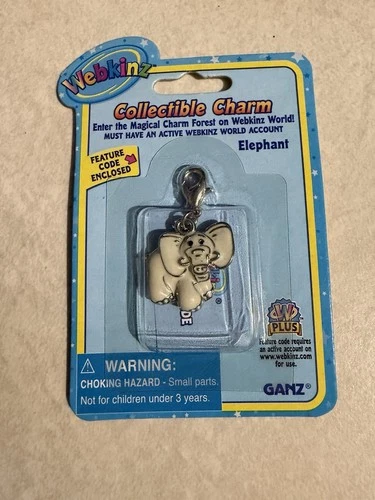 Webkinz
Collectible Charm
Enter the Magical Charm Forest on Webkinz World!
MUST HAVE AN ACTIVE WEBKINZ WORLD ACCOUNT
Elephant
FEATURE
CODE
ENCLOSED
DE
W
PLUS
Feature code requires
an active account on
www.webkinz.com
for use.
GANZ®
WARNING:
CHOKING HAZARD - Small parts.
Not for children under 3 years.